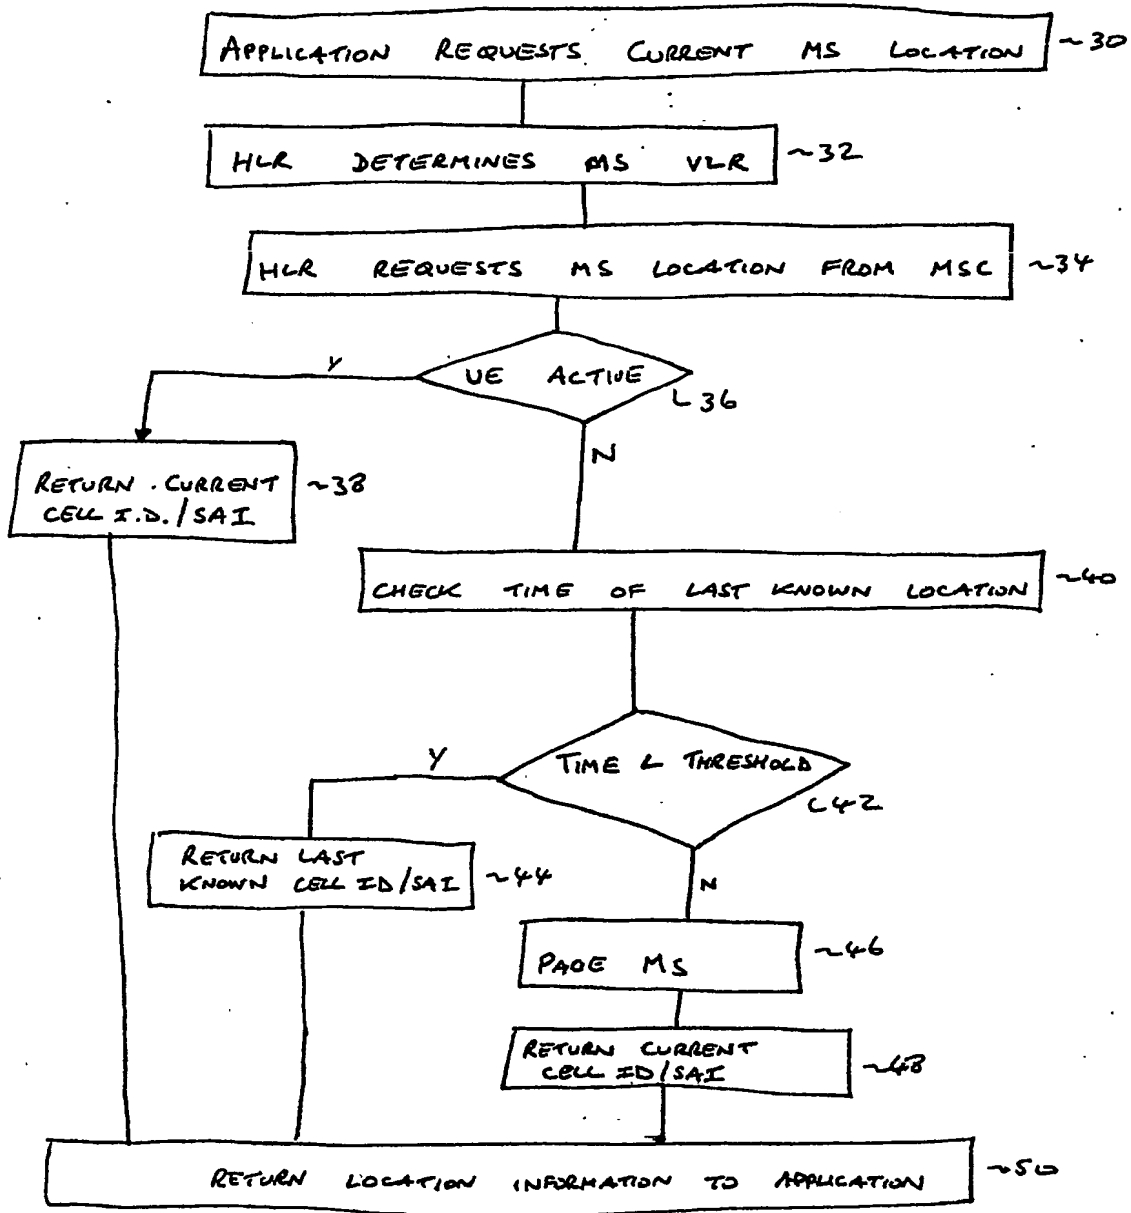 APPLICATION REQUESTS CURRENT MS LOCATION ~30
HLR DETERMINES MS VLR ~32
HLR REQUESTS MS LOCATION FROM MSC ~34
Y
UE ACTIVE
36
N
RETURN CURRENT
CELL I.D./SAI
~38
CHECK TIME OF LAST KNOWN LOCATION ~40
Y
TIME < THRESHOLD
42
RETURN LAST
KNOWN CELL ID/SAI ~44
N
PAGE MS ~46
RETURN CURRENT
CELL ID/SAI
~48
RETURN LOCATION INFORMATION TO APPLICATION ~50